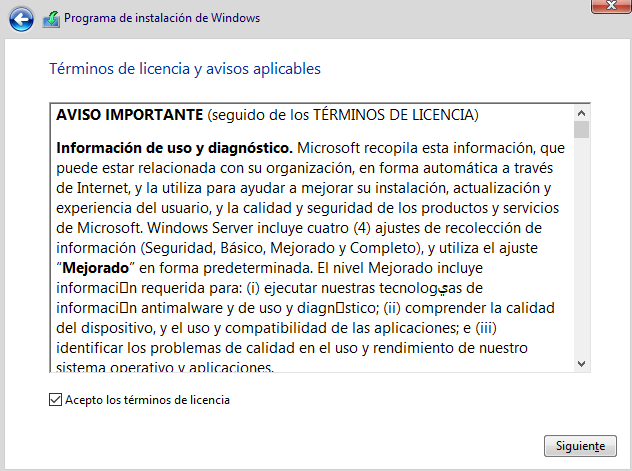 Programa de instalación de Windows
Términos de licencia y avisos aplicables
AVISO IMPORTANTE (seguido de los TÉRMINOS DE LICENCIA)
Información de uso y diagnóstico. Microsoft recopila esta información, que
puede estar relacionada con su organización, en forma automática a través
de Internet, y la utiliza para ayudar a mejorar su instalación, actualización y
experiencia del usuario, y la calidad y seguridad de los productos y servicios
de Microsoft. Windows Server incluye cuatro (4) ajustes de recolección de
información (Seguridad, Básico, Mejorado y Completo), y utiliza el ajuste
“Mejorado” en forma predeterminada. El nivel Mejorado incluye
informaci▯n requerida para: (i) ejecutar nuestras tecnologيas de
informaci▯n antimalware y de uso y diagn▯stico; (ii) comprender la calidad
del dispositivo, y el uso y compatibilidad de las aplicaciones; e (iii)
identificar los problemas de calidad en el uso y rendimiento de nuestro
sistema operativo y aplicaciones.
Acepto los términos de licencia
Siguiente